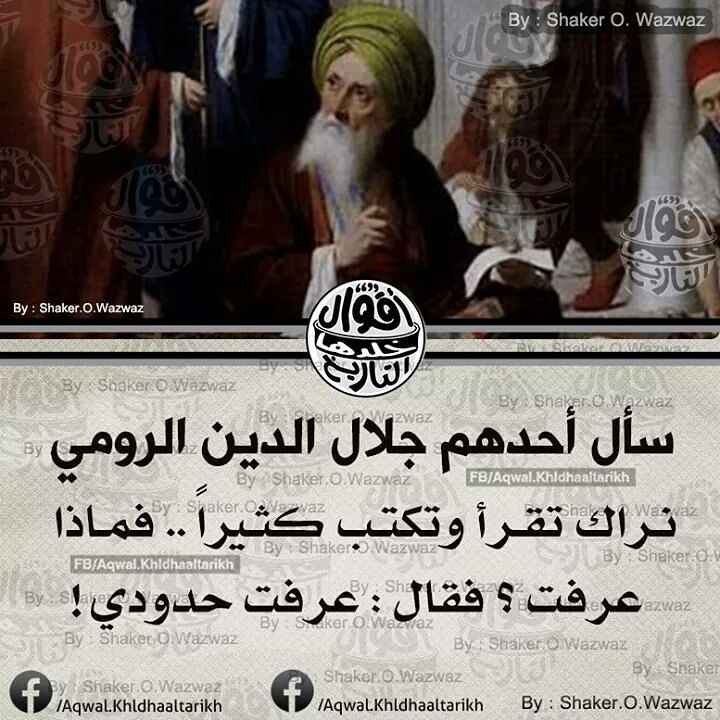 By : Shaker O. Wazwaz
By : Shaker.O.Wazwaz
أقوال
خلدها
التاريخ
سأل أحدهم جلال الدين الرومي
FB/Aqwal.Khldhaaltarikh
نراك تقرأ وتكتب كثيراً .. فماذا
FB/Aqwal.Khldhaaltarikh
عرفت ؟ فقال : عرفت حدودي !
/Aqwal.Khldhaaltarikh
/Aqwal.Khldhaaltarikh
By : Shaker.O.Wazwaz